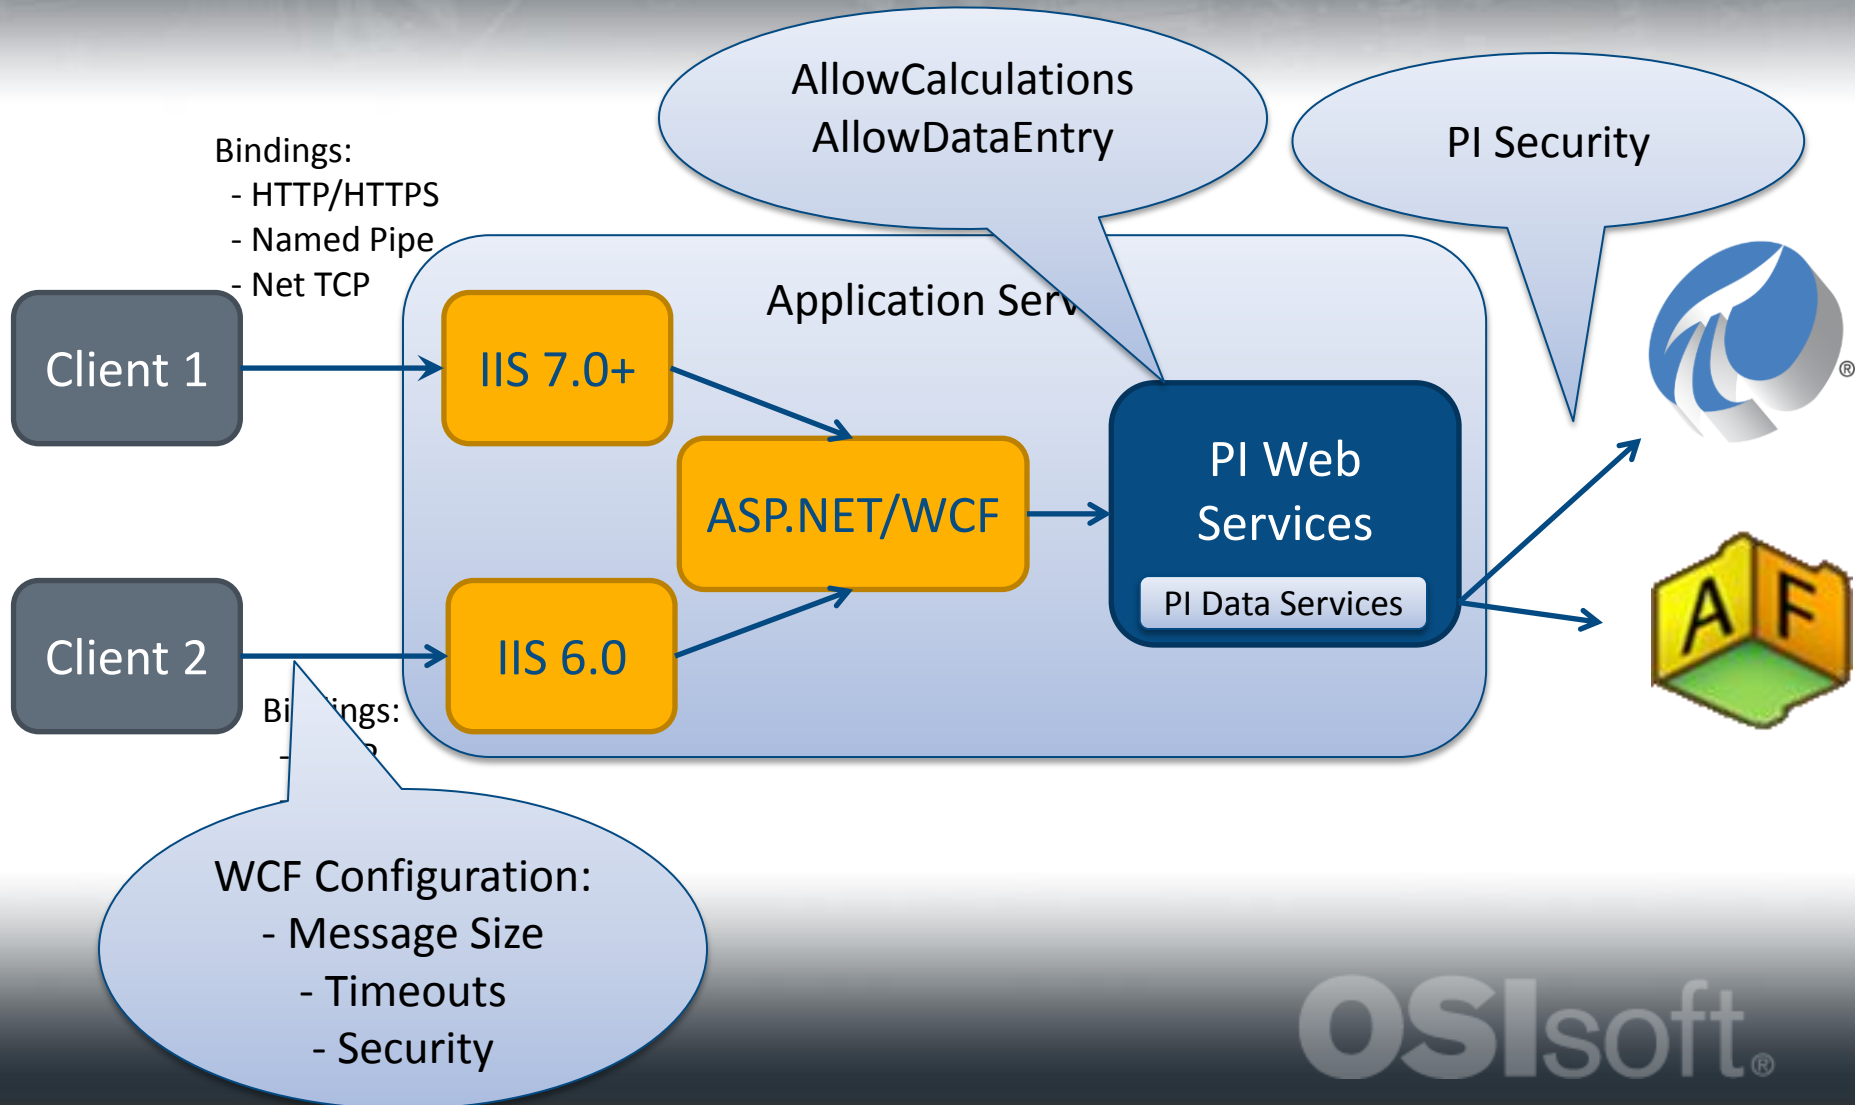 AllowCalculations
AllowDataEntry
PI Security
Bindings:
- HTTP/HTTPS
- Named Pipe
- Net TCP
Application
Client 1
IIS 7.0+
ASP.NET/WCF
PI Web
Services
PI Data Services
®
A F
Client 2
IIS 6.0
WCF Configuration:
- Message Size
- Timeouts
- Security
OSIsoft®